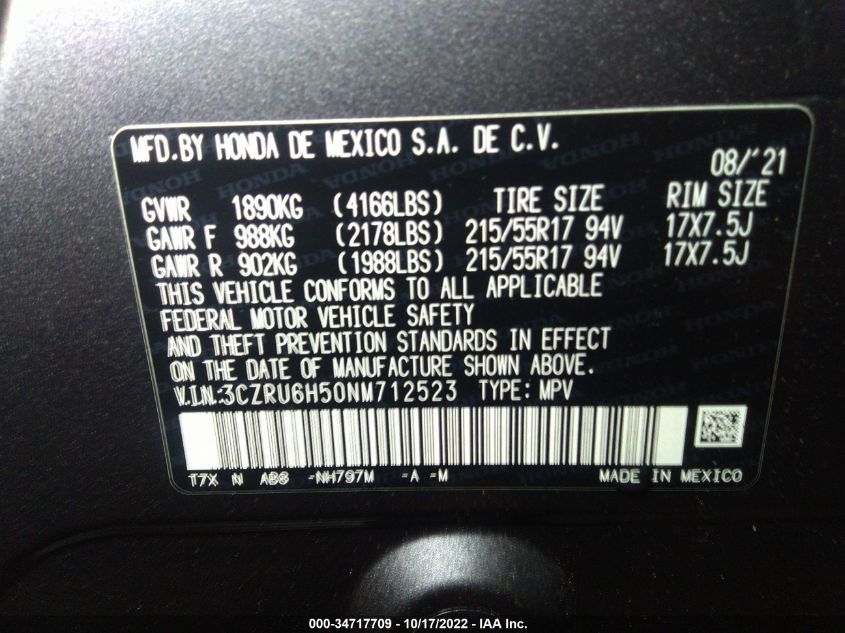 MFD.BY HONDA DE MEXICO S.A. DE C.V.
08/'21
GVWR 1890KG (4166LBS) TIRE SIZE RIM SIZE
GAWR F 988KG (2178LBS) 215/55R17 94V 17X7.5J
GAWR R 902KG (1988LBS) 215/55R17 94V 17X7.5J
THIS VEHICLE CONFORMS TO ALL APPLICABLE
FEDERAL MOTOR VEHICLE SAFETY
AND THEFT PREVENTION STANDARDS IN EFFECT
ON THE DATE OF MANUFACTURE SHOWN ABOVE.
V.I.N.:3CZRU6H50NM712523 TYPE: MPV
T7X N AB8 -NH797M -A -M MADE IN MEXICO
000-34717709 - 10/17/2022 - IAA Inc.